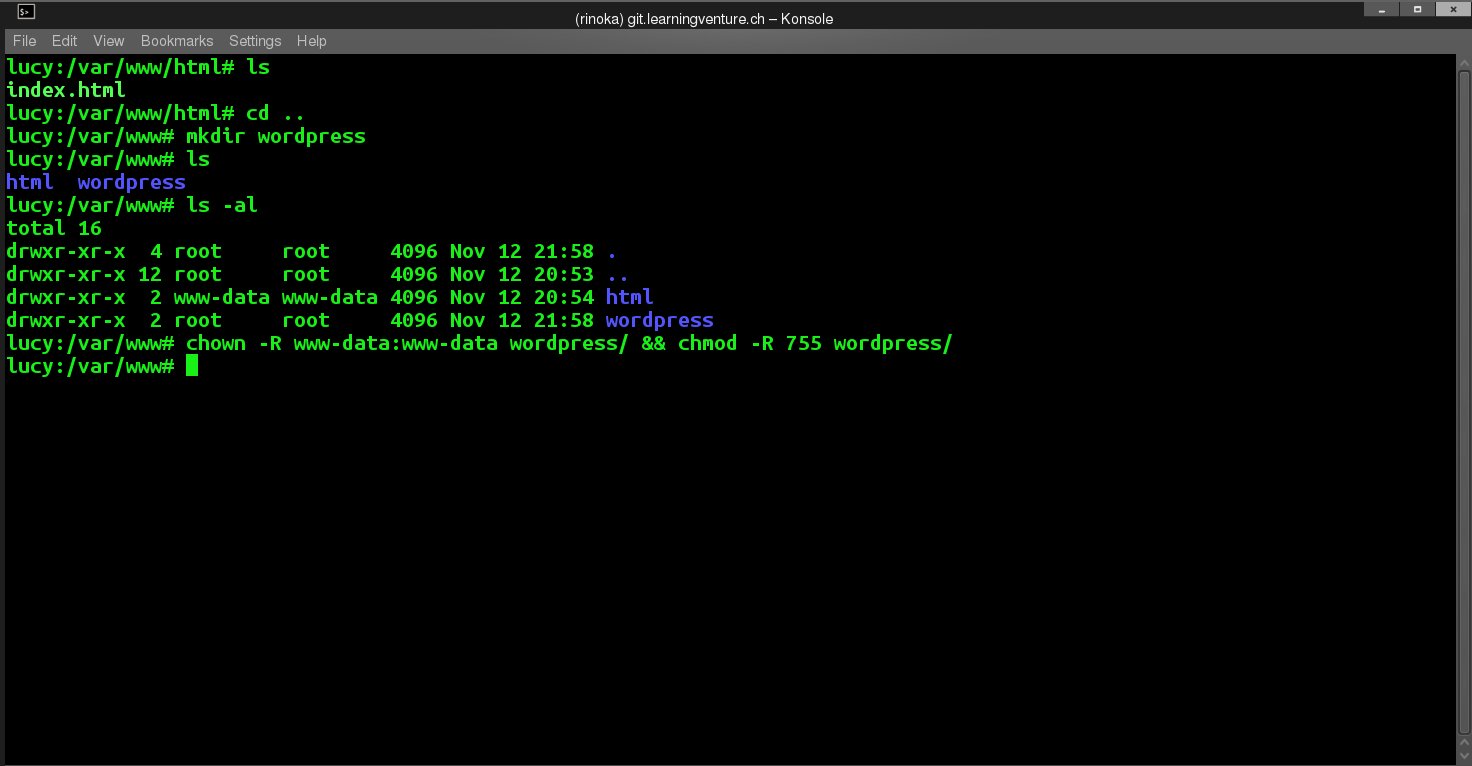 (rinoka) git.learningventure.ch – Konsole
File Edit View Bookmarks Settings Help
lucy:/var/www/html# ls
index.html
lucy:/var/www/html# cd ..
lucy:/var/www# mkdir wordpress
lucy:/var/www# ls
html  wordpress
lucy:/var/www# ls -al
total 16
drwxr-xr-x  4 root     root     4096 Nov 12 21:58 .
drwxr-xr-x 12 root     root     4096 Nov 12 20:53 ..
drwxr-xr-x  2 www-data www-data 4096 Nov 12 20:54 html
drwxr-xr-x  2 root     root     4096 Nov 12 21:58 wordpress
lucy:/var/www# chown -R www-data:www-data wordpress/ && chmod -R 755 wordpress/
lucy:/var/www#